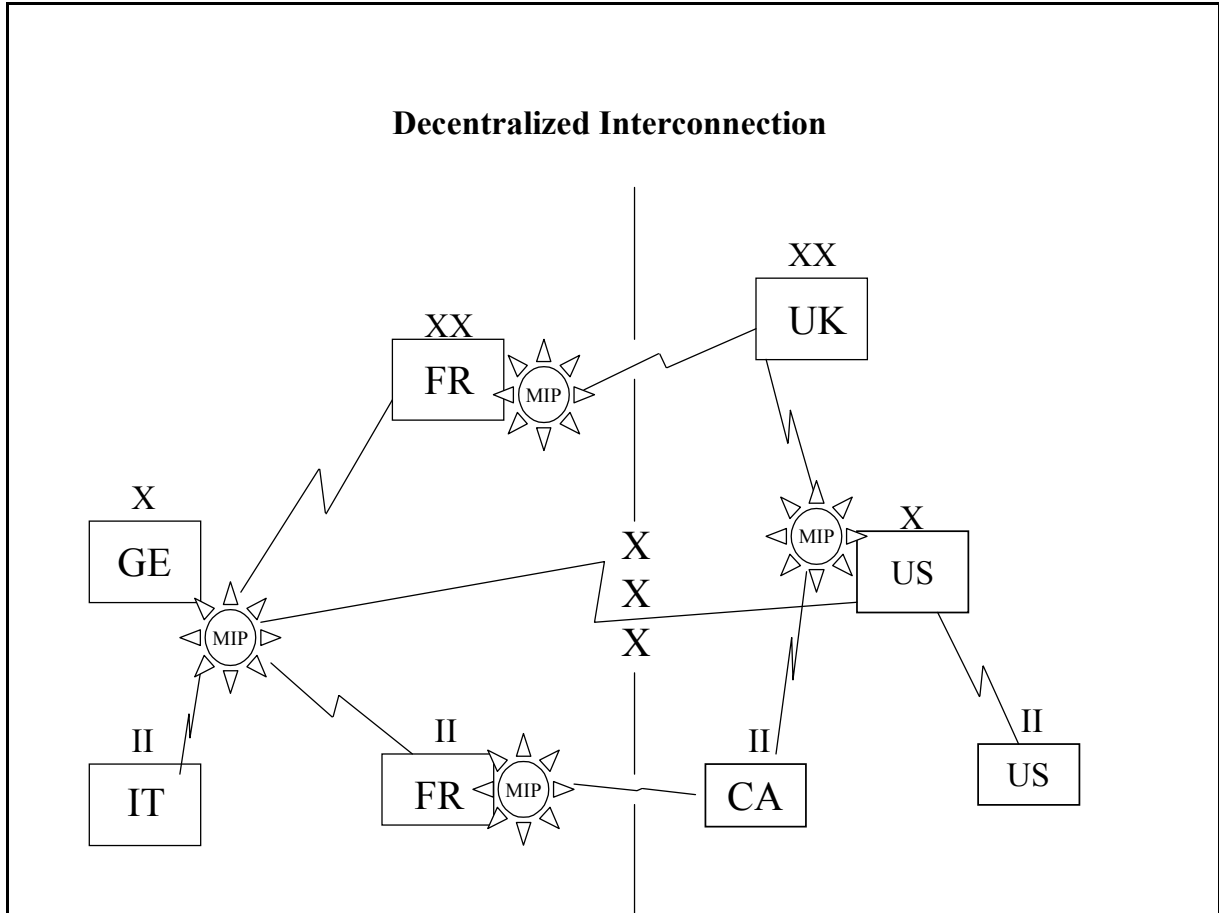 Decentralized Interconnection
XX
UK
XX
FR
MIP
X
GE
X
X
X
MIP
X
US
MIP
II
IT
II
FR
MIP
II
CA
II
US